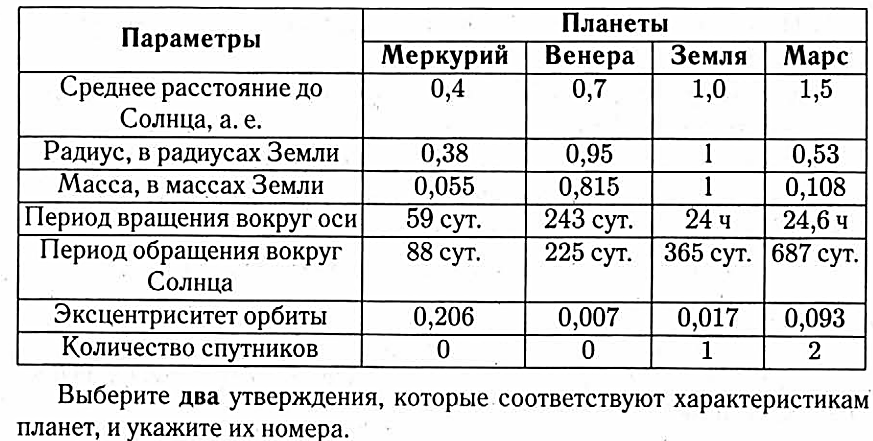 Параметры
Планеты
Меркурий Венера Земля Марс
Среднее расстояние до Солнца, а. е. 0,4 0,7 1,0 1,5
Радиус, в радиусах Земли 0,38 0,95 1 0,53
Масса, в массах Земли 0,055 0,815 1 0,108
Период вращения вокруг оси 59 сут. 243 сут. 24 ч 24,6 ч
Период обращения вокруг Солнца 88 сут. 225 сут. 365 сут. 687 сут.
Эксцентриситет орбиты 0,206 0,007 0,017 0,093
Количество спутников 0 0 1 2
Выберите два утверждения, которые соответствуют характеристикам
планет, и укажите их номера.